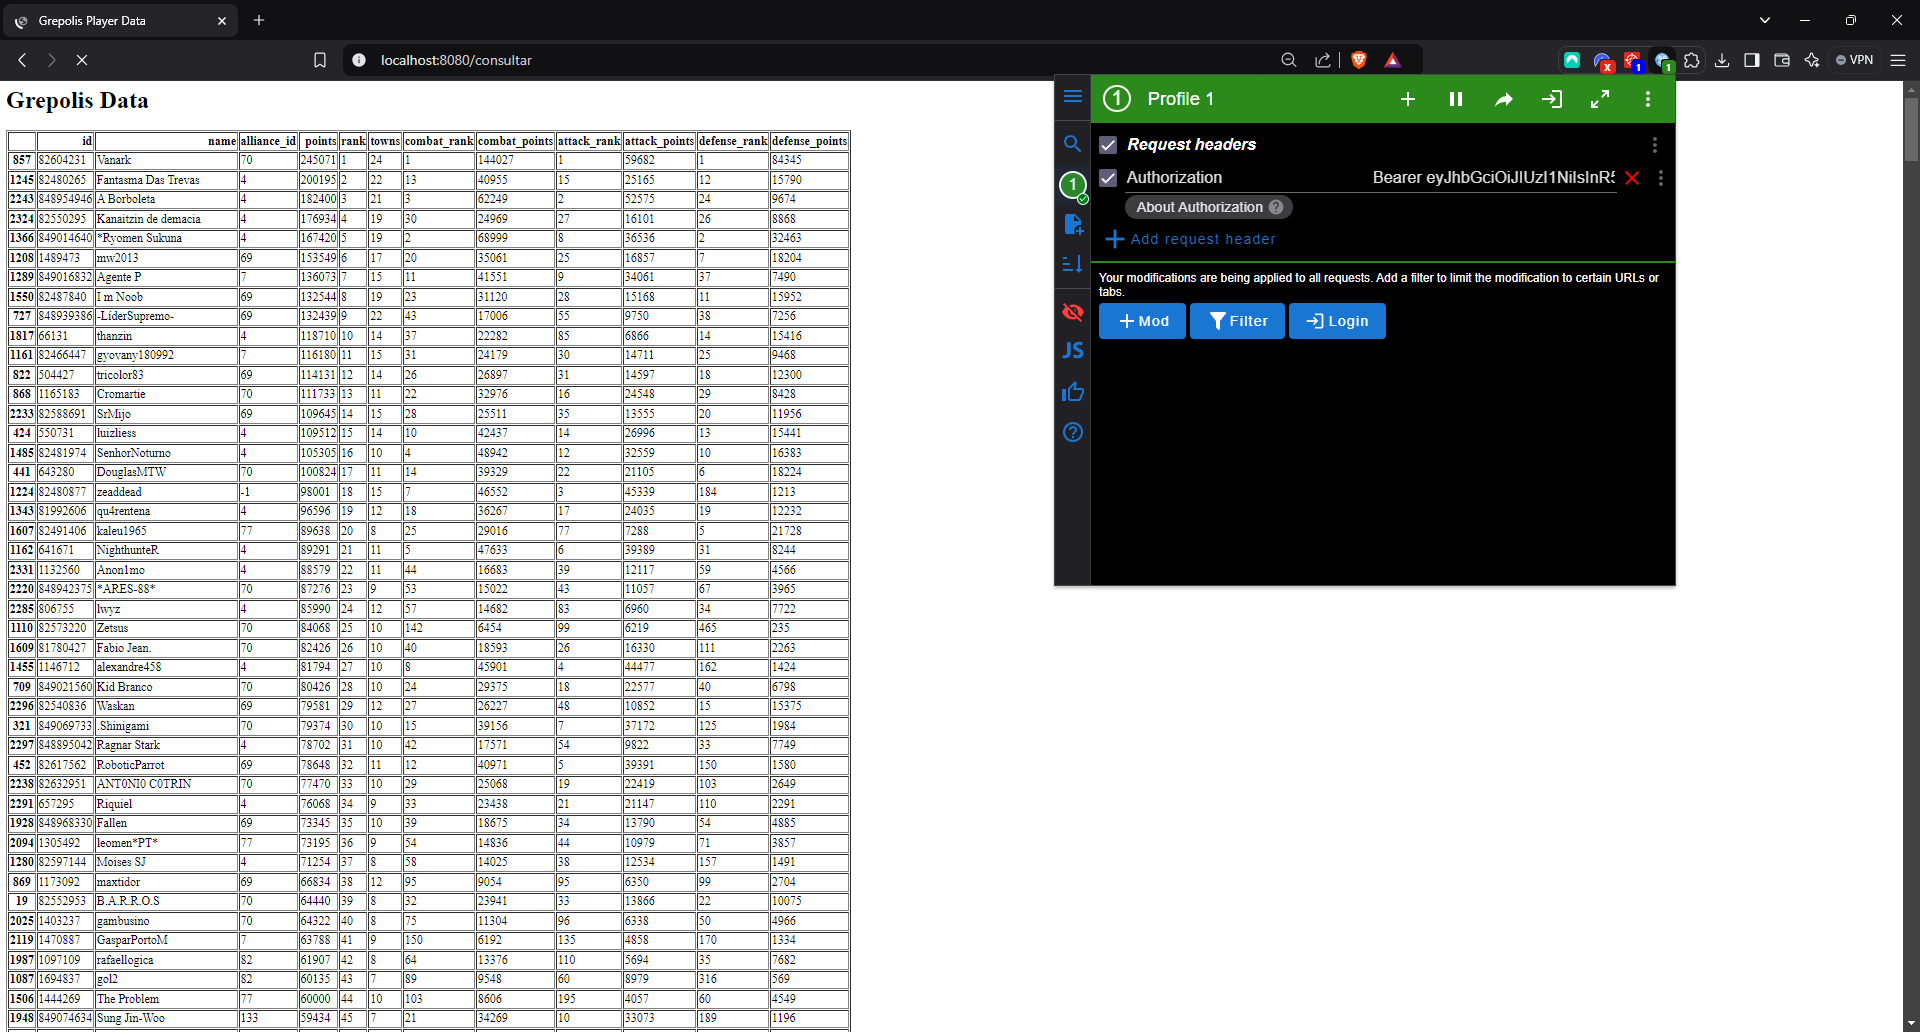 Grepolis Player Data
localhost:8080/consultar
VPN
Grepolis Data
id name alliance_id points rank towns combat_rank combat_points attack_rank attack_points defense_rank defense_points
857 82604231 Vanark 70 245071 1 24 1 144027 1 59682 1 84345
1245 82480265 Fantasma Das Trevas 4 200195 2 22 13 40955 15 25165 12 15790
2243 848954946 A Borboleta 4 182400 3 21 3 62249 2 52575 24 9674
2324 82550295 Kanaitzin de demacia 4 176934 4 19 30 24969 27 16101 26 8868
1366 849014640 *Ryomen Sukuna 4 167420 5 19 2 68999 8 36536 2 32463
1208 1489473 mw2013 69 153549 6 17 20 35061 25 16857 7 18204
1289 849016832 Agente P 7 136073 7 15 11 41551 9 34061 37 7490
1550 82487840 I m Noob 69 132544 8 19 23 31120 28 15168 11 15952
727 848939386 -LíderSupremo- 69 132439 9 22 43 17006 55 9750 38 7256
1817 66131 thanzin 4 118710 10 14 37 22282 85 6866 14 15416
1161 82466447 gyovany180992 7 116180 11 15 31 24179 30 14711 25 9468
822 504427 tricolor83 69 114131 12 14 26 26897 31 14597 18 12300
868 1165183 Cromartie 70 111733 13 11 22 32976 16 24548 29 8428
2233 82588691 SrMijo 69 109645 14 15 28 25511 35 13555 20 11956
424 550731 luizliess 4 109512 15 14 10 42437 14 26996 13 15441
1485 82481974 SenhorNoturno 4 105305 16 10 4 48942 12 32559 10 16383
441 643280 DouglasMTW 70 100824 17 11 14 39329 22 21105 6 18224
1224 82480877 zeaddead -1 98001 18 15 7 46552 3 45339 184 1213
1343 81992606 qu4rentena 4 96596 19 12 18 36267 17 24035 19 12232
1607 82491406 kaleu1965 77 89638 20 8 25 29016 77 7288 5 21728
1162 641671 NighthunteR 4 89291 21 11 5 47633 6 39389 31 8244
2331 1132560 Anon1mo 4 88579 22 11 44 16683 39 12117 59 4566
2220 848942375 *ARES-88* 70 87276 23 9 53 15022 43 11057 67 3965
2285 806755 lwyz 4 85990 24 12 57 14682 83 6960 34 7722
1110 82573220 Zetsus 70 84068 25 10 142 6454 99 6219 465 235
1609 81780427 Fabio Jean. 70 82426 26 10 40 18593 26 16330 111 2263
1455 1146712 alexandre458 4 81794 27 10 8 45901 4 44477 162 1424
709 849021560 Kid Branco 70 80426 28 10 24 29375 18 22577 40 6798
2296 82540836 Waskan 69 79581 29 12 27 26227 48 10852 15 15375
321 849069733 .Shinigami 70 79374 30 10 15 39156 7 37172 125 1984
2297 848895042 Ragnar Stark 4 78702 31 10 42 17571 54 9822 33 7749
452 82617562 RoboticParrot 69 78648 32 11 12 40971 5 39391 150 1580
2238 82632951 ANT0NI0 C0TRIN 70 77470 33 10 29 25068 19 22419 103 2649
2291 657295 Riquiel 4 76068 34 9 33 23438 21 21147 110 2291
1928 848968330 Fallen 69 73345 35 10 39 18675 34 13790 54 4885
2094 1305492 leomen*PT* 77 73195 36 9 54 14836 44 10979 71 3857
1280 82597144 Moises SJ 4 71254 37 8 58 14025 38 12534 157 1491
869 1173092 maxtidor 69 66834 38 12 95 9054 95 6350 99 2704
19 82552953 B.A.R.R.O.S 70 64440 39 8 32 23941 33 13866 22 10075
2025 1403237 gambusino 70 64322 40 8 75 11304 96 6338 50 4966
2119 1470887 GasparPortoM 7 63788 41 9 150 6192 135 4858 170 1334
1987 1097109 rafaellogica 82 61907 42 8 64 13376 110 5694 35 7682
1087 1694837 gol2 82 60135 43 7 89 9548 60 8979 316 569
1506 1444269 The Problem 77 60000 44 10 103 8606 195 4057 60 4549
1948 849074634 Sung Jin-Woo 133 59434 45 7 21 34269 10 33073 189 1196
1 Profile 1
Request headers
Authorization Bearer eyJhbGciOiJIUzI1NiIsInR5
About Authorization ?
Add request header
Your modifications are being applied to all requests. Add a filter to limit the modification to certain URLs or
tabs.
Mod Filter Login
1
JS
X 1 1